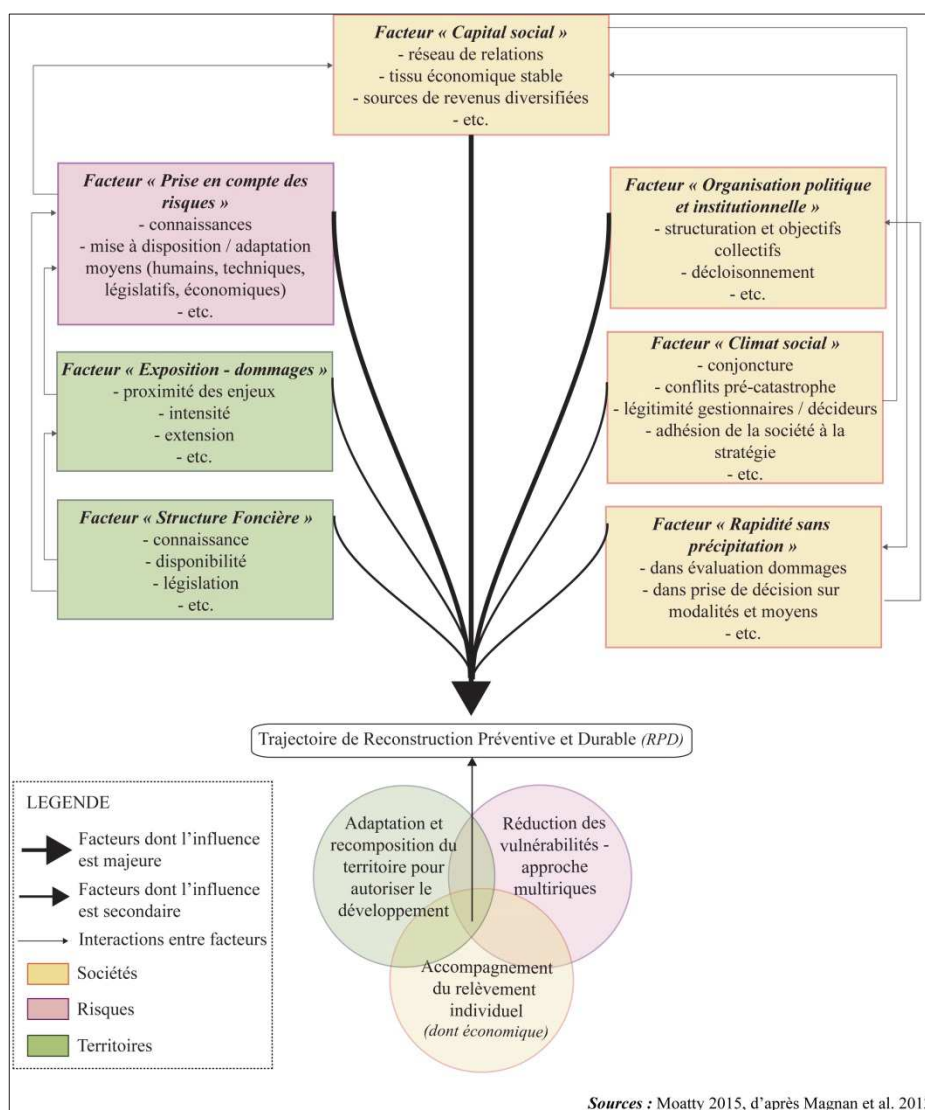 Facteur « Capital social »
- réseau de relations
- tissu économique stable
- sources de revenus diversifiées
- etc.
Facteur « Prise en compte des
risques »
- connaissances
- mise à disposition / adaptation
moyens (humains, techniques,
législatifs, économiques)
- etc.
Facteur « Exposition - dommages »
- proximité des enjeux
- intensité
- extension
- etc.
Facteur « Structure Foncière »
- connaissance
- disponibilité
- législation
- etc.
Facteur « Organisation politique
et institutionnelle »
- structuration et objectifs
collectifs
- décloisonnement
- etc.
Facteur « Climat social »
- conjoncture
- conflits pré-catastrophe
- légitimité gestionnaires / décideurs
- adhésion de la société à la
stratégie
- etc.
Facteur « Rapidité sans
précipitation »
- dans évaluation dommages
- dans prise de décision sur
modalités et moyens
- etc.
Trajectoire de Reconstruction Préventive et Durable (RPD)
LEGENDE
Facteurs dont l'influence
est majeure
Facteurs dont l'influence
est secondaire
Interactions entre facteurs
Sociétés
Risques
Territoires
Adaptation et
recomposition du
territoire pour
autoriser le
développement
Réduction des
vulnérabilités -
approche
multiriques
Accompagnement
du relèvement
individuel
(dont économique)
Sources : Moatty 2015, d'après Magnan et al. 201